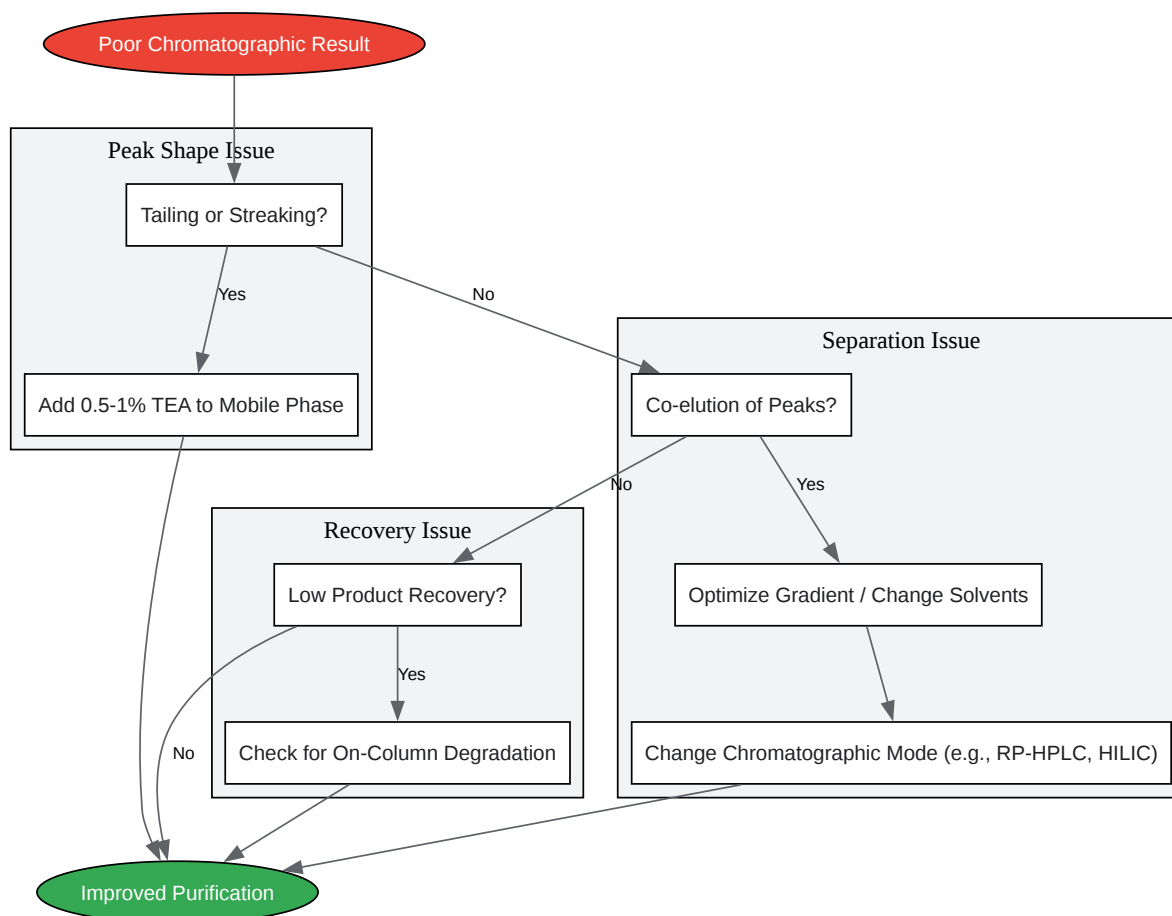 Poor Chromatographic Result
Peak Shape Issue
Tailing or Streaking?
Yes
No
Add 0.5-1% TEA to Mobile Phase
Separation Issue
Co-elution of Peaks?
No
Yes
Recovery Issue
Low Product Recovery?
Optimize Gradient / Change Solvents
Yes
No
Check for On-Column Degradation
Change Chromatographic Mode (e.g., RP-HPLC, HILIC)
Improved Purification